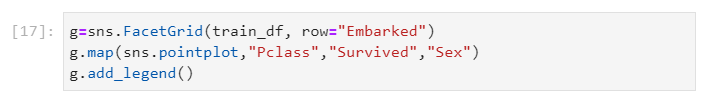 [17]: g=sns.FacetGrid(train_df, row="Embarked")
g.map(sns.pointplot,"Pclass","Survived","Sex")
g.add_legend()